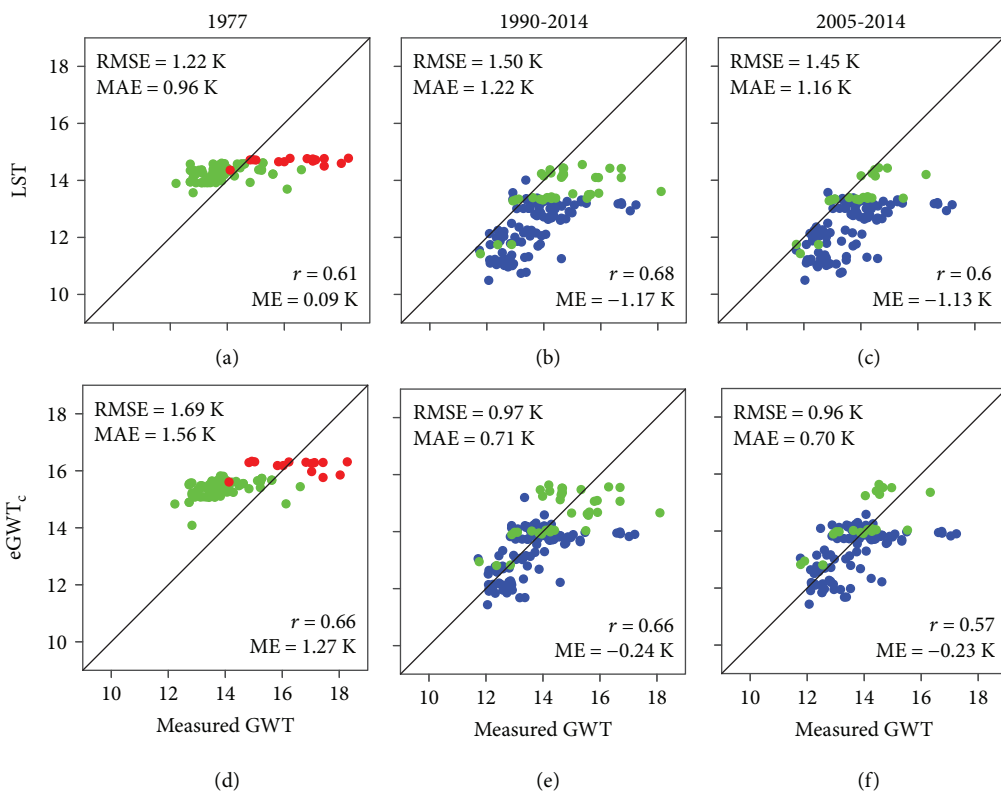 1977
1990-2014
2005-2014
RMSE = 1.22 K
MAE = 0.96 K
r = 0.61
ME = 0.09 K
LST
18
16
14
12
10
(a)
RMSE = 1.50 K
MAE = 1.22 K
r = 0.68
ME = −1.17 K
(b)
RMSE = 1.45 K
MAE = 1.16 K
r = 0.6
ME = −1.13 K
(c)
RMSE = 1.69 K
MAE = 1.56 K
r = 0.66
ME = 1.27 K
eGWTc
18
16
14
12
10
10 12 14 16 18
Measured GWT
(d)
RMSE = 0.97 K
MAE = 0.71 K
r = 0.66
ME = −0.24 K
10 12 14 16 18
Measured GWT
(e)
RMSE = 0.96 K
MAE = 0.70 K
r = 0.57
ME = −0.23 K
10 12 14 16 18
Measured GWT
(f)